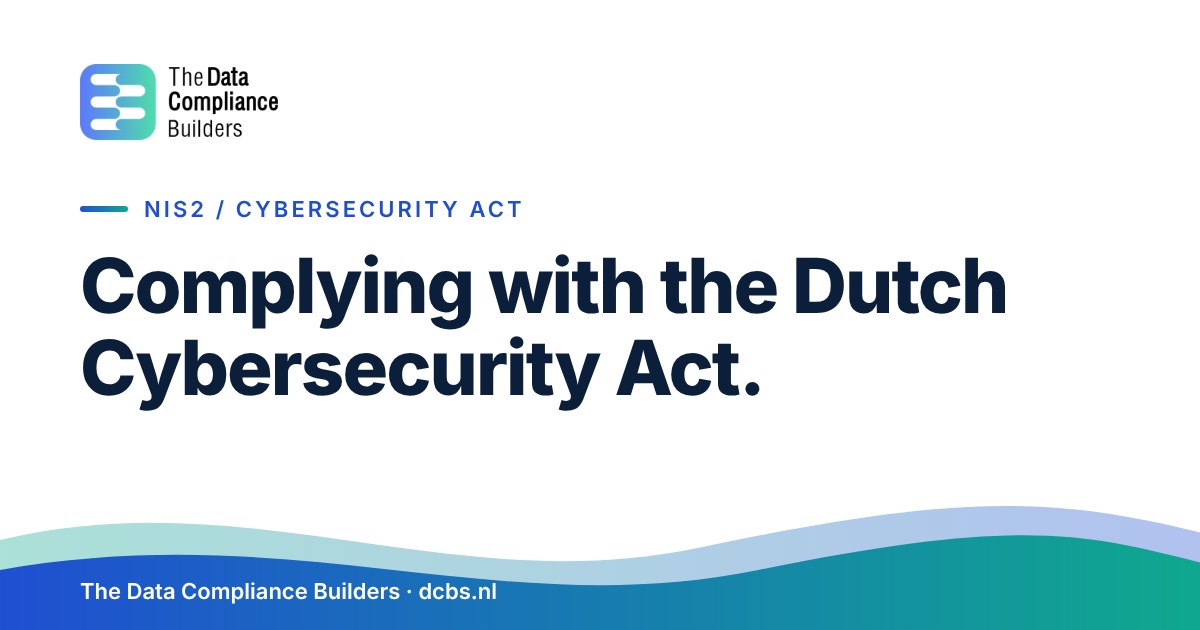 The Data
Compliance
Builders
NIS2 / CYBERSECURITY ACT
Complying with the Dutch
Cybersecurity Act.
The Data Compliance Builders · dcbs.nl